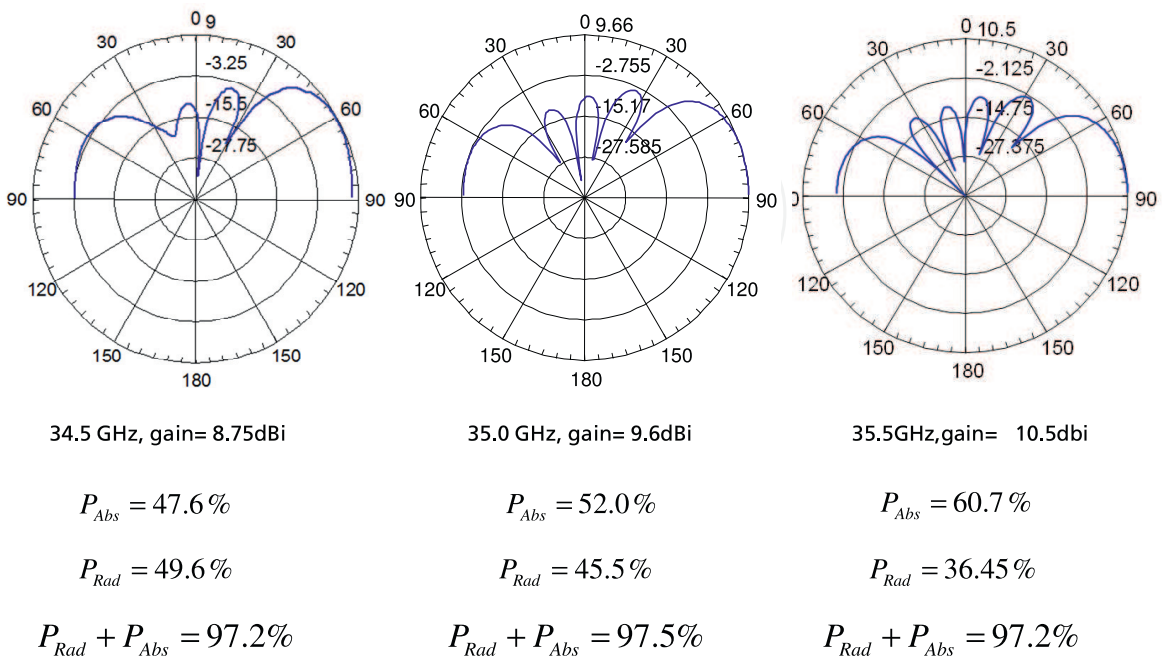 0 9
30 30
-3.25
60 60
-15.5
-27.75
90 90
120 120
150 150
180
0 9.66
30 30
-2.755
60 60
-15.17
-27.585
90 90
120 120
150 150
180
0 10.5
30 30
-2.125
60 60
-14.75
-27.375
0 90
120 120
150 150
180
34.5 GHz, gain= 8.75dBi
35.0 GHz, gain= 9.6dBi
35.5GHz,gain= 10.5dbi
P_Abs = 47.6%
P_Abs = 52.0%
P_Abs = 60.7%
P_Rad = 49.6%
P_Rad = 45.5%
P_Rad = 36.45%
P_Rad + P_Abs = 97.2%
P_Rad + P_Abs = 97.5%
P_Rad + P_Abs = 97.2%